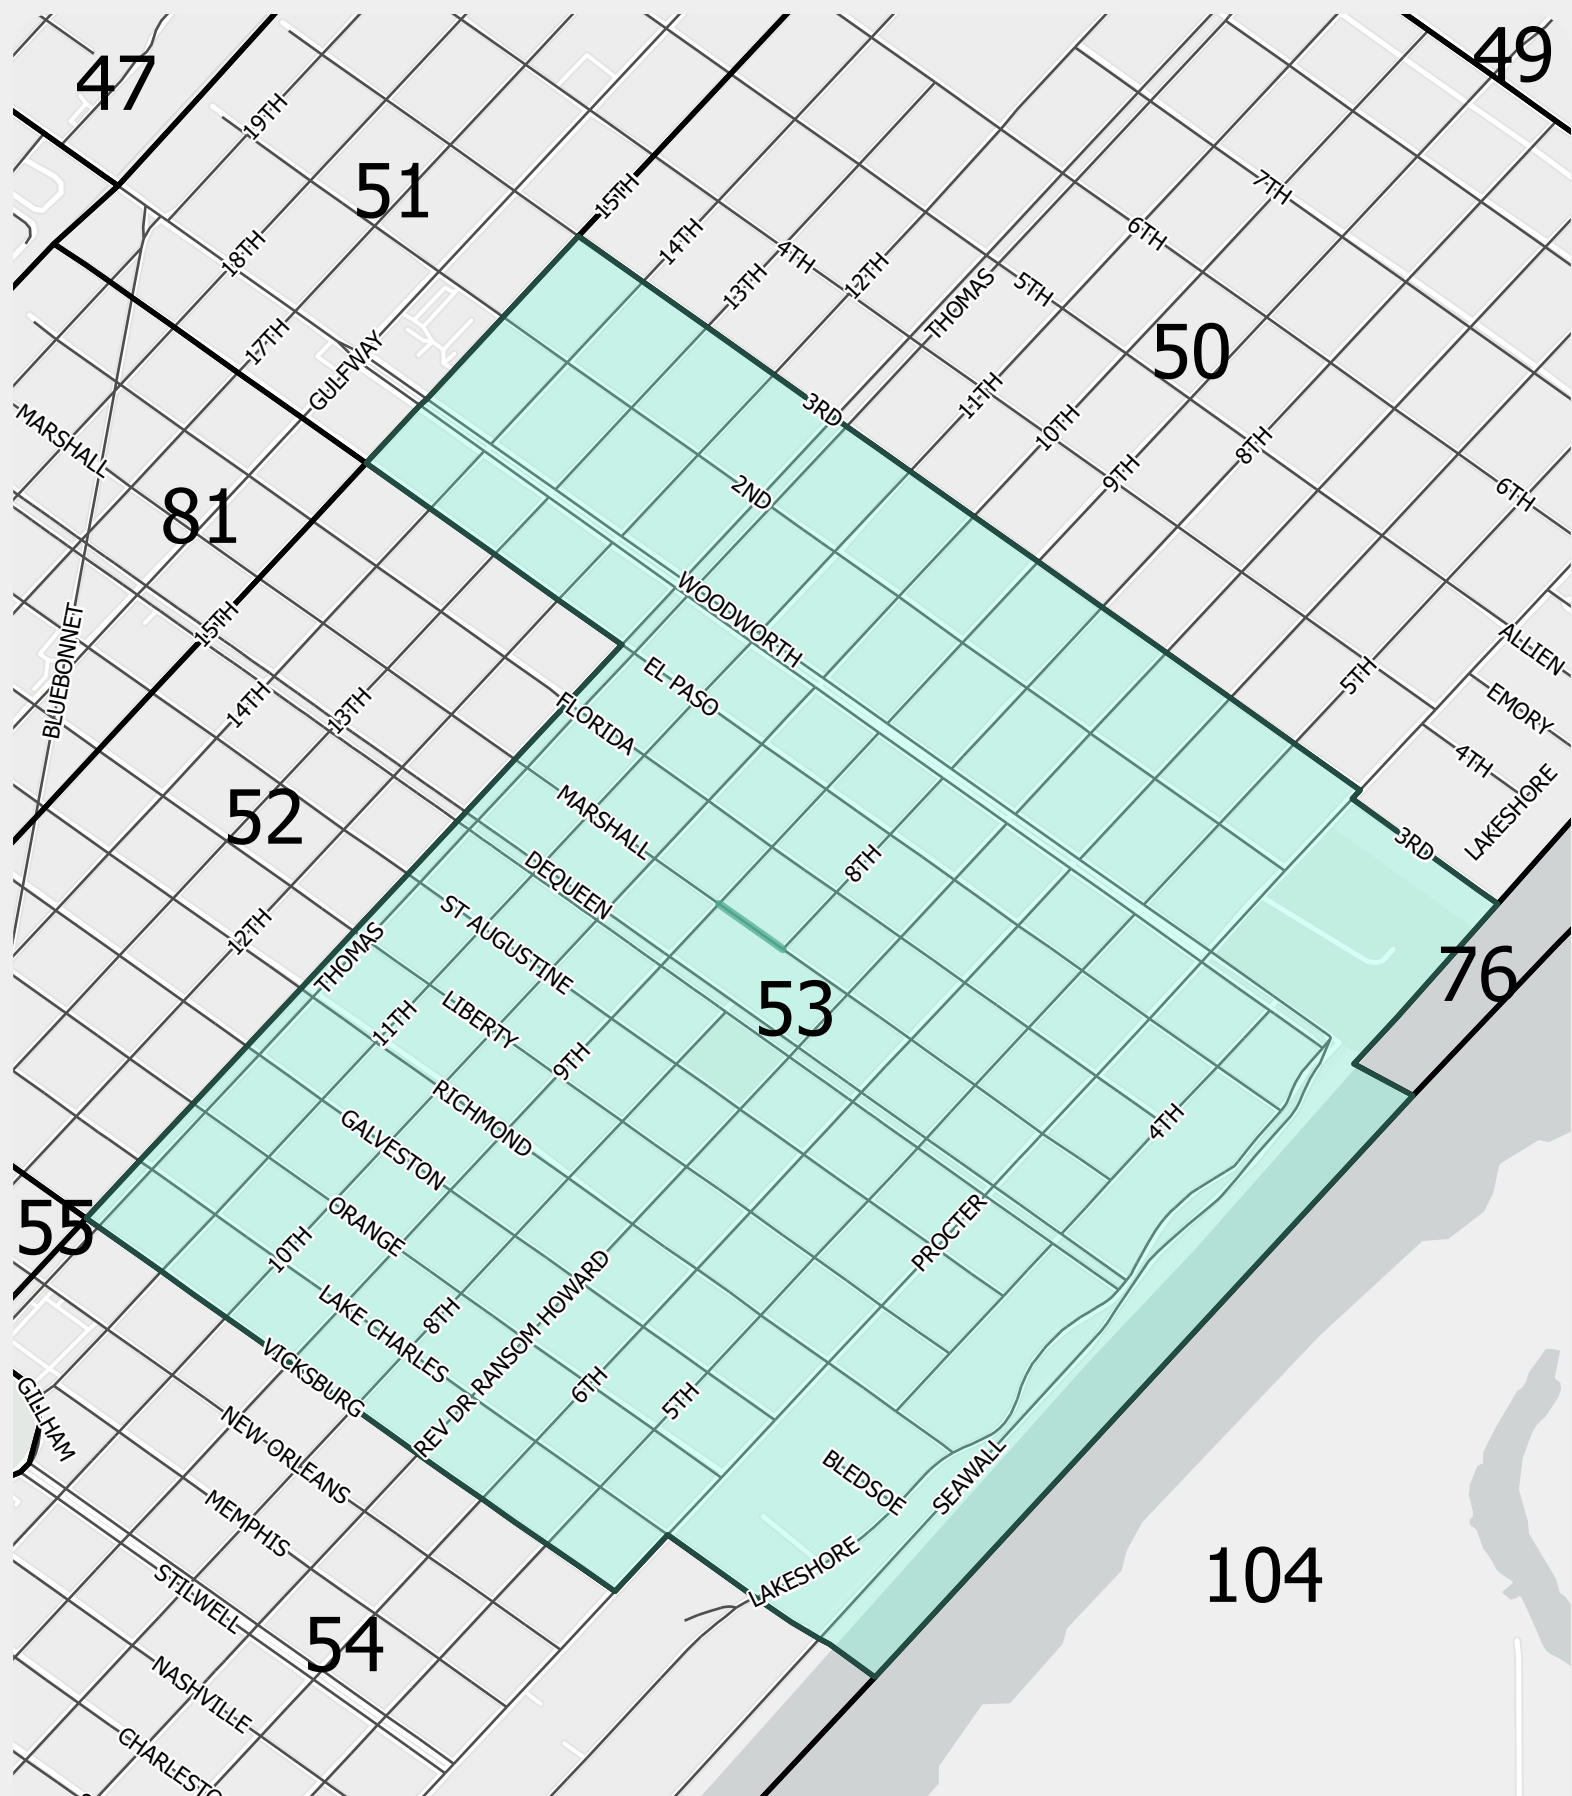 49
47
19TH
51
15TH
7TH
14TH
6TH
4TH
18TH
12TH
13TH
5TH
THOMAS
17TH
50
GULFWAY
11TH
3RD
10TH
MARSHALL
8TH
9TH
2ND
6TH
81
WOODWORTH
15TH
ALLIEN
BLUEBONNET
EL PASO
5TH
EMORY
14TH
13TH
FLORIDA
4TH
LAKESHORE
52
MARSHALL
3RD
8TH
DEQUEEN
12TH
ST AUGUSTINE
THOMAS
76
53
11TH
LIBERTY
9TH
RICHMOND
4TH
GALVESTON
55
ORANGE
PROCTER
10TH
LAKE CHARLES
8TH
REV DR RANSOM HOWARD
VICKSBURG
6TH
5TH
GILLHAM
NEW ORLEANS
BLEDSOE
SEAWALL
MEMPHIS
LAKESHORE
104
STILWELL
54
NASHVILLE
CHARLESTO